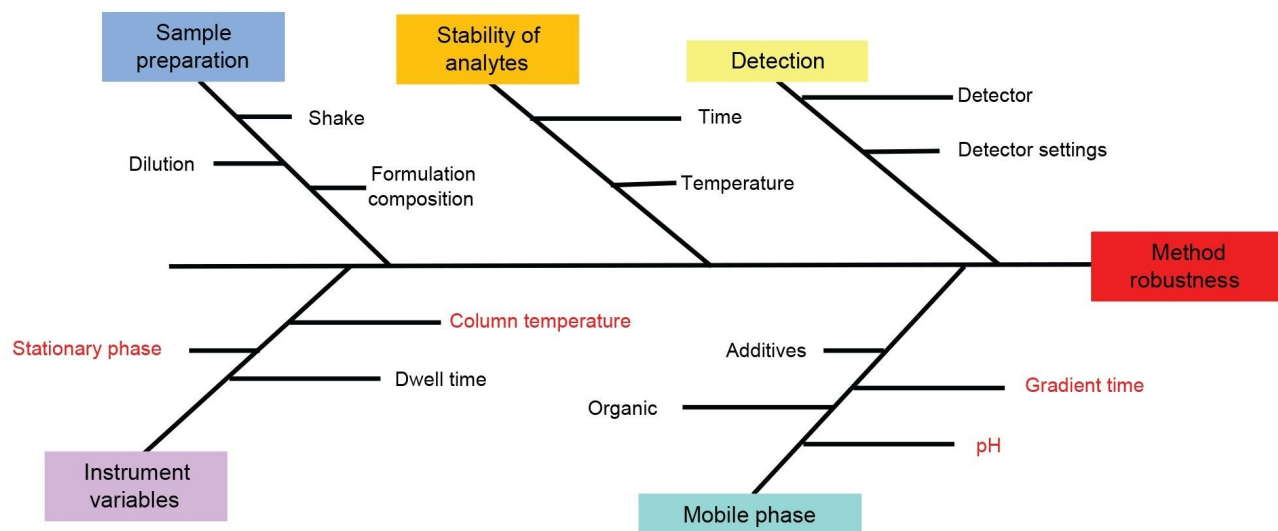 Sample
preparation
Stability of
analytes
Detection
Shake
Dilution
Formulation
composition
Time
Temperature
Detector
Detector settings
Method
robustness
Column temperature
Stationary phase
Dwell time
Additives
Gradient time
Organic
pH
Instrument
variables
Mobile phase